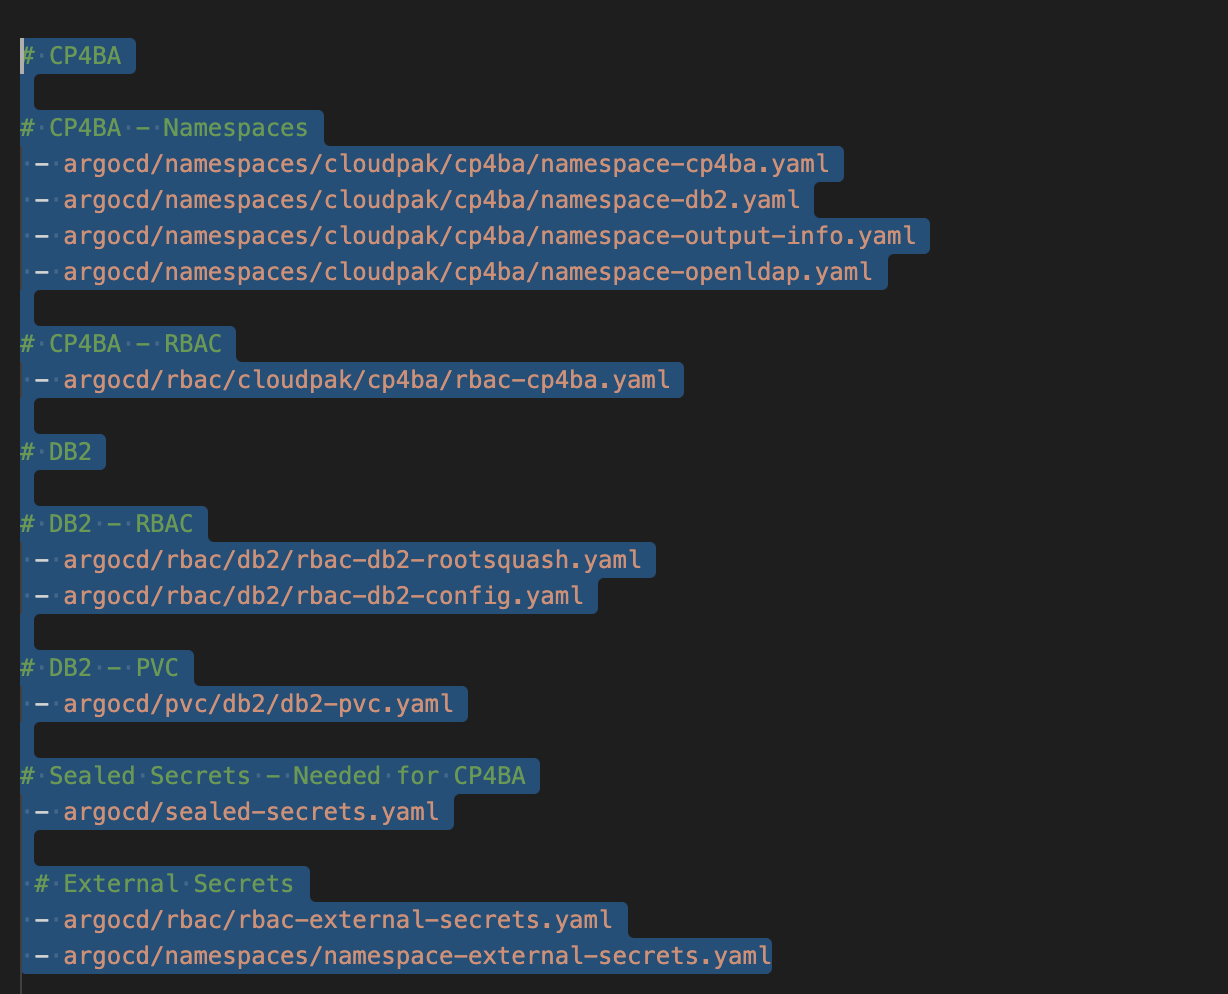 # CP4BA
# CP4BA - Namespaces
- argocd/namespaces/cloudpak/cp4ba/namespace-cp4ba.yaml
- argocd/namespaces/cloudpak/cp4ba/namespace-db2.yaml
- argocd/namespaces/cloudpak/cp4ba/namespace-output-info.yaml
- argocd/namespaces/cloudpak/cp4ba/namespace-openldap.yaml
# CP4BA - RBAC
- argocd/rbac/cloudpak/cp4ba/rbac-cp4ba.yaml
# DB2
# DB2 - RBAC
- argocd/rbac/db2/rbac-db2-rootsquash.yaml
- argocd/rbac/db2/rbac-db2-config.yaml
# DB2 - PVC
- argocd/pvc/db2/db2-pvc.yaml
# Sealed Secrets - Needed for CP4BA
- argocd/sealed-secrets.yaml
# External Secrets
- argocd/rbac/rbac-external-secrets.yaml
- argocd/namespaces/namespace-external-secrets.yaml